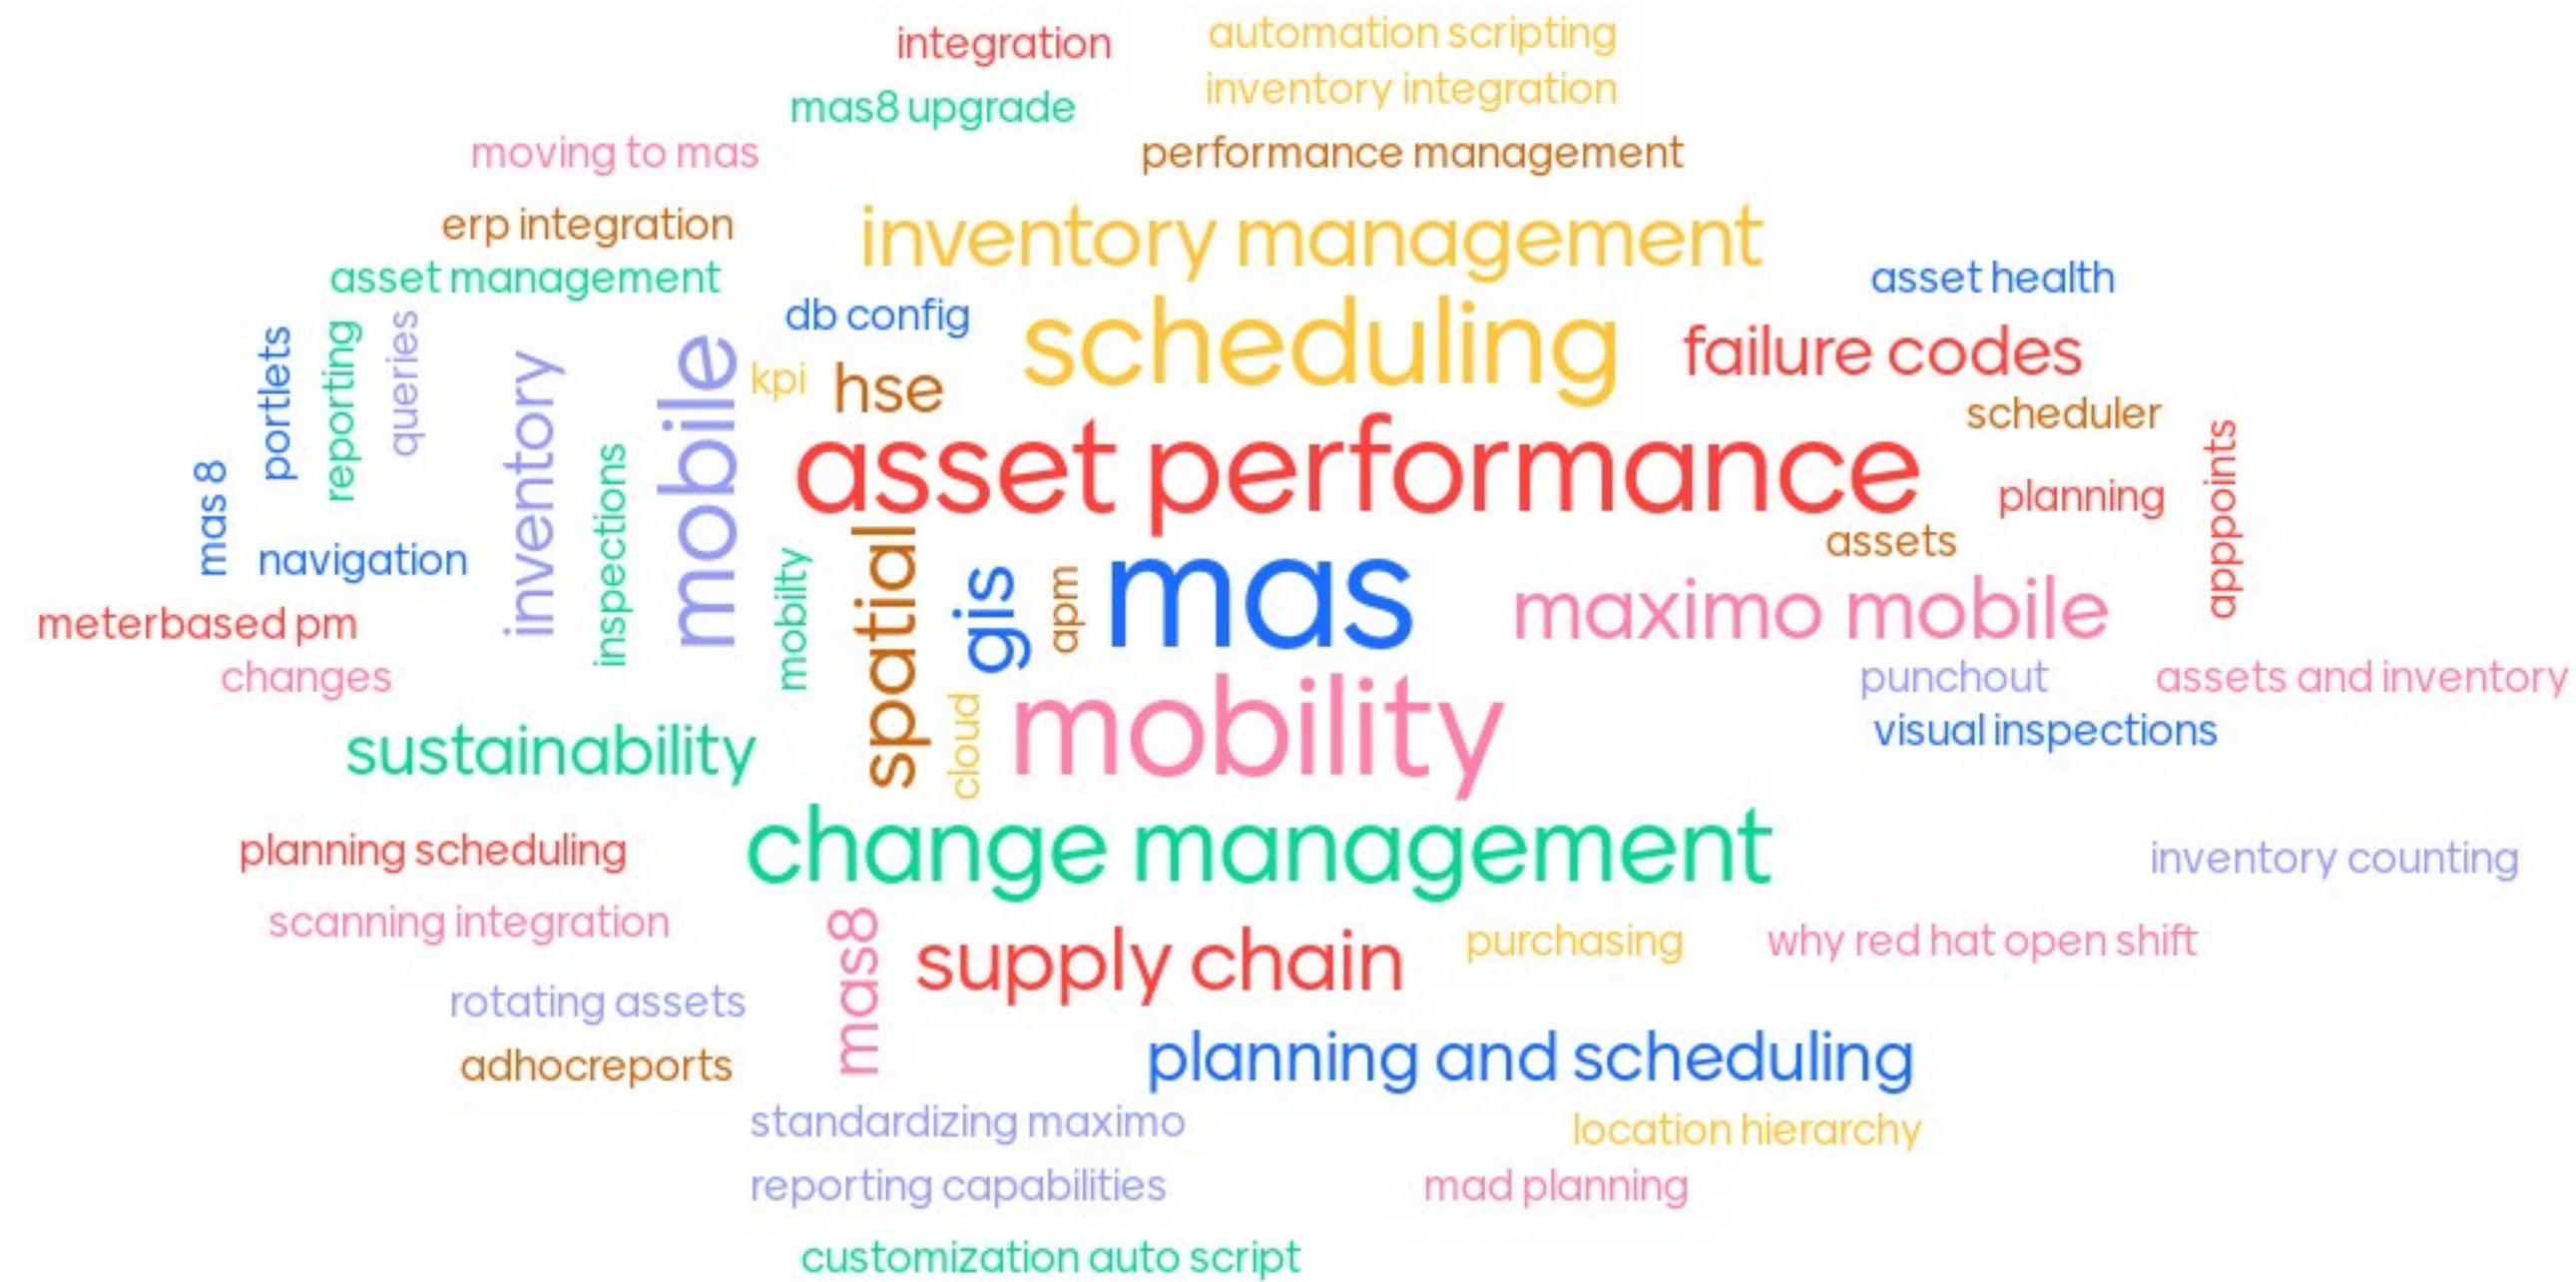 integration
automation scripting
inventory integration
mas8 upgrade
moving to mas
performance management
erp integration
inventory management
asset management
asset health
db config
scheduling
failure codes
portlets
reporting
queries
inventory
mobile
kpi
hse
scheduler
asset performance
mas 8
planning
apppoints
inspections
assets
navigation
mobilty
spatial
gis
apm
mas
maximo mobile
meterbased pm
changes
punchout
assets and inventory
cloud
mobility
visual inspections
sustainability
planning scheduling
change management
inventory counting
scanning integration
mas8
supply chain
purchasing
why red hat open shift
rotating assets
planning and scheduling
adhocreports
standardizing maximo
location hierarchy
reporting capabilities
mad planning
customization auto script